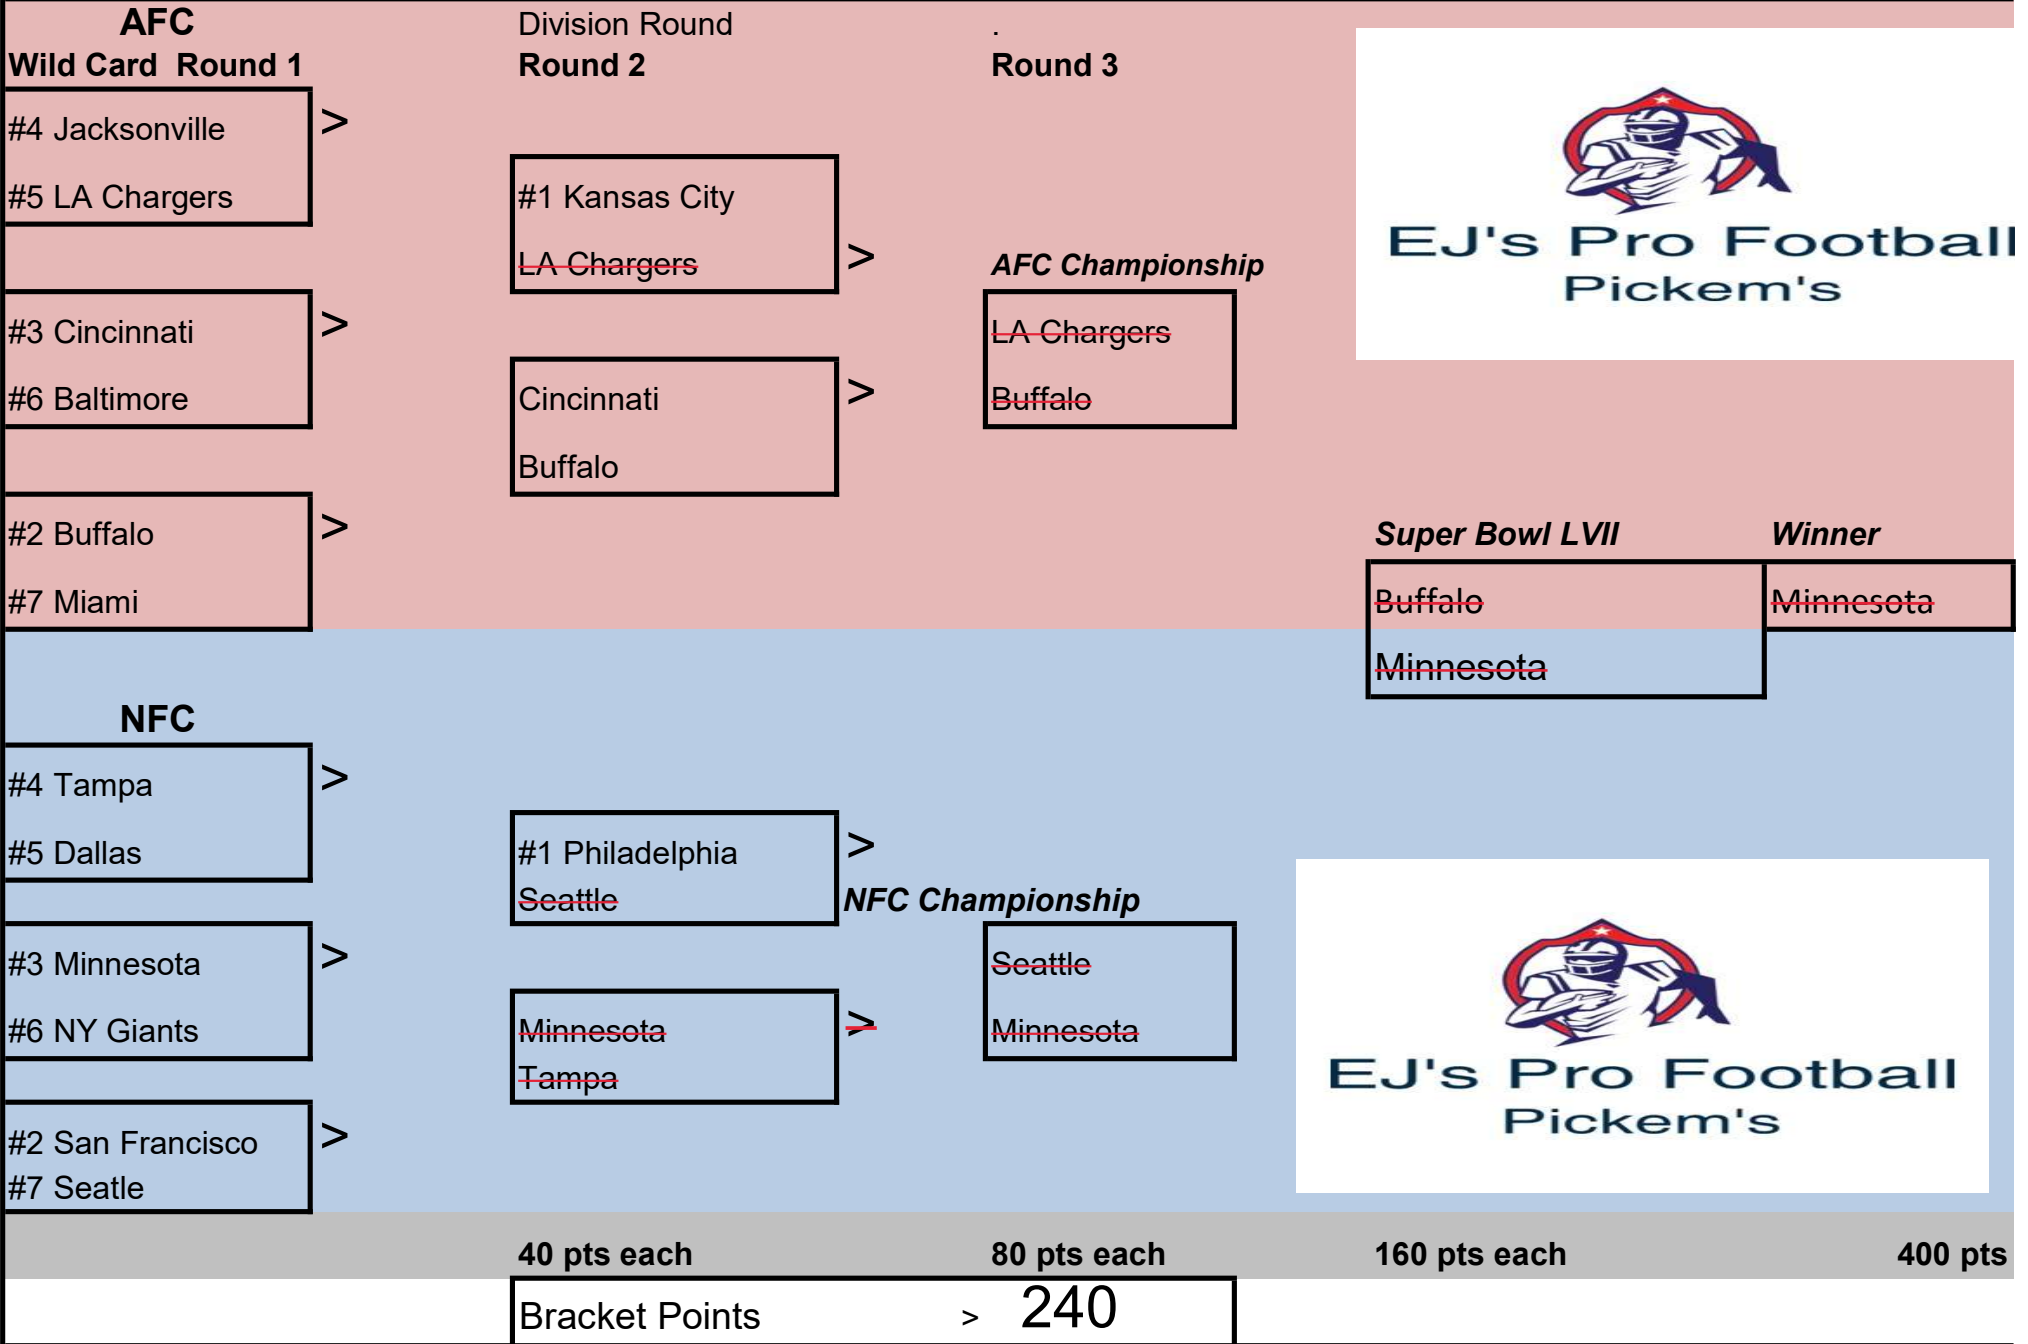 AFC Division Round .
Wild Card Round 1 Round 2 Round 3
#4 Jacksonville >
#5 LA Chargers #1 Kansas City
LA Chargers > AFC Championship
EJ's Pro Football
Pickem's
#3 Cincinnati > LA Chargers
#6 Baltimore Cincinnati > Buffalo
Buffalo
#2 Buffalo > Super Bowl LVII Winner
#7 Miami Buffalo Minnesota
Minnesota
NFC
#4 Tampa >
#5 Dallas #1 Philadelphia >
Seattle NFC Championship
#3 Minnesota > Seattle
#6 NY Giants Minnesota > Minnesota
Tampa
EJ's Pro Football
Pickem's
#2 San Francisco >
#7 Seatle
40 pts each 80 pts each 160 pts each 400 pts
Bracket Points > 240